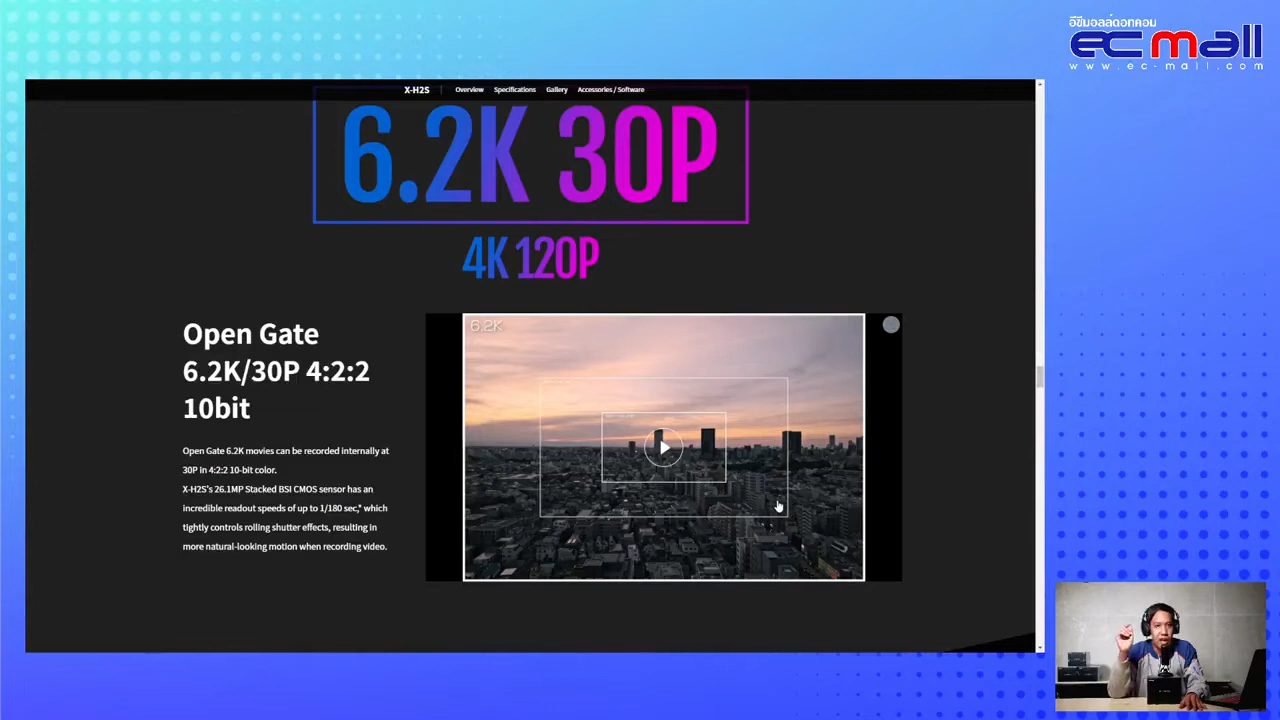 อีซีมอลล์ดอทคอม
ec mall
www.ec-mall.com
X-H2S
Overview
Specifications
Gallery
Accessories / Software
6.2K 30P
4K 120P
Open Gate
6.2K/30P 4:2:2
10bit
Open Gate 6.2K movies can be recorded internally at
30P in 4:2:2 10-bit color.
X-H2S's 26.1MP Stacked BSI CMOS sensor has an
incredible readout speeds of up to 1/180 sec,* which
tightly controls rolling shutter effects, resulting in
more natural-looking motion when recording video.
6.2K